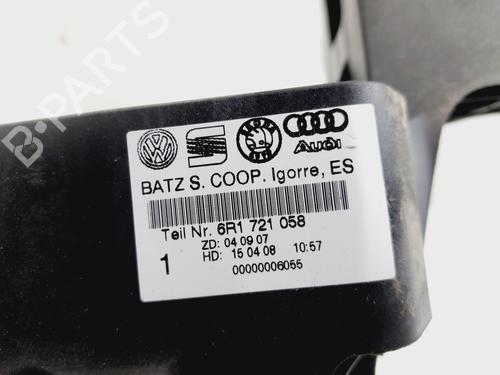 Audi
BATZ S. COOP. Igorre, ES
Teil Nr. 6R1 721 058
ZD: 04 09 07
1 HD: 15 04 08 10:57
00000006055
B-PARTS